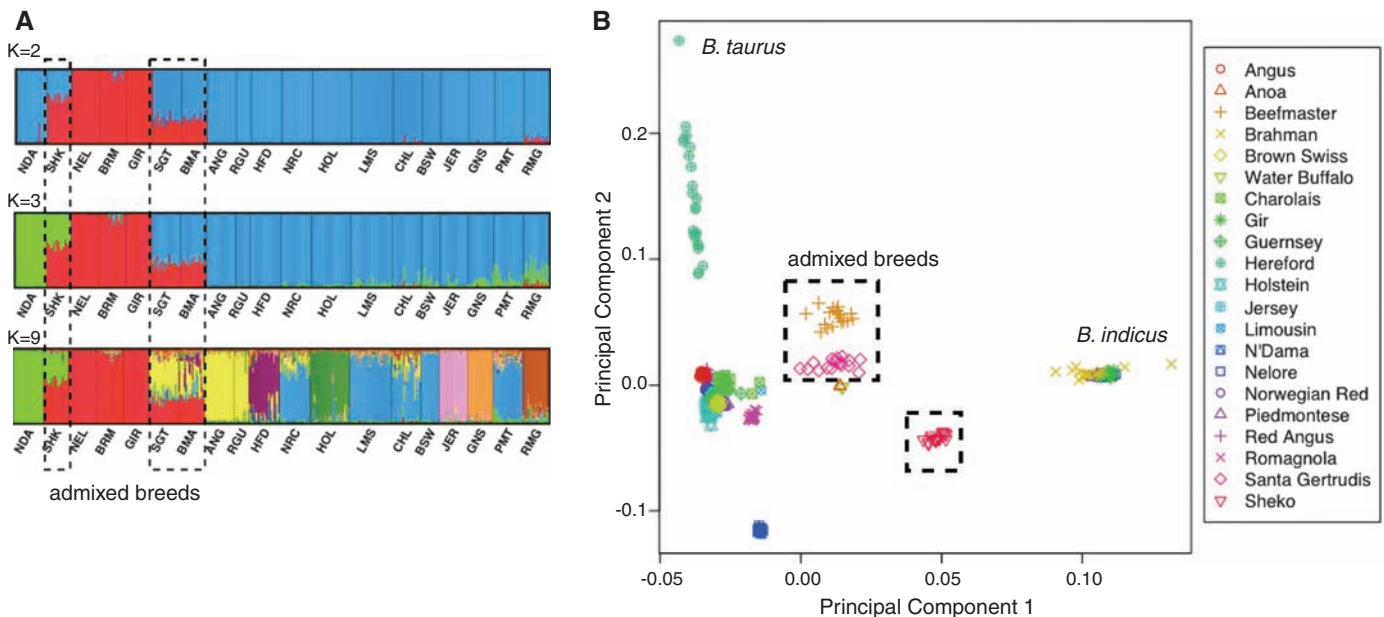 A
K=2
NDA SHK NEL BRM GIR SGT BMA ANG RGU HFD NRC HOL LMS CHL BSW JER GNS PMT RMG
K=3
NDA SHK NEL BRM GIR SGT BMA ANG RGU HFD NRC HOL LMS CHL BSW JER GNS PMT RMG
K=9
NDA SHK NEL BRM GIR SGT BMA ANG RGU HFD NRC HOL LMS CHL BSW JER GNS PMT RMG
admixed breeds
B
B. taurus
admixed breeds
B. indicus
Principal Component 2
0.2
0.1
0.0
-0.1
-0.05 0.00 0.05 0.10
Principal Component 1
Angus
Anoa
Beefmaster
Brahman
Brown Swiss
Water Buffalo
Charolais
Gir
Guernsey
Hereford
Holstein
Jersey
Limousin
N'Dama
Nelore
Norwegian Red
Piedmontese
Red Angus
Romagnola
Santa Gertrudis
Sheko